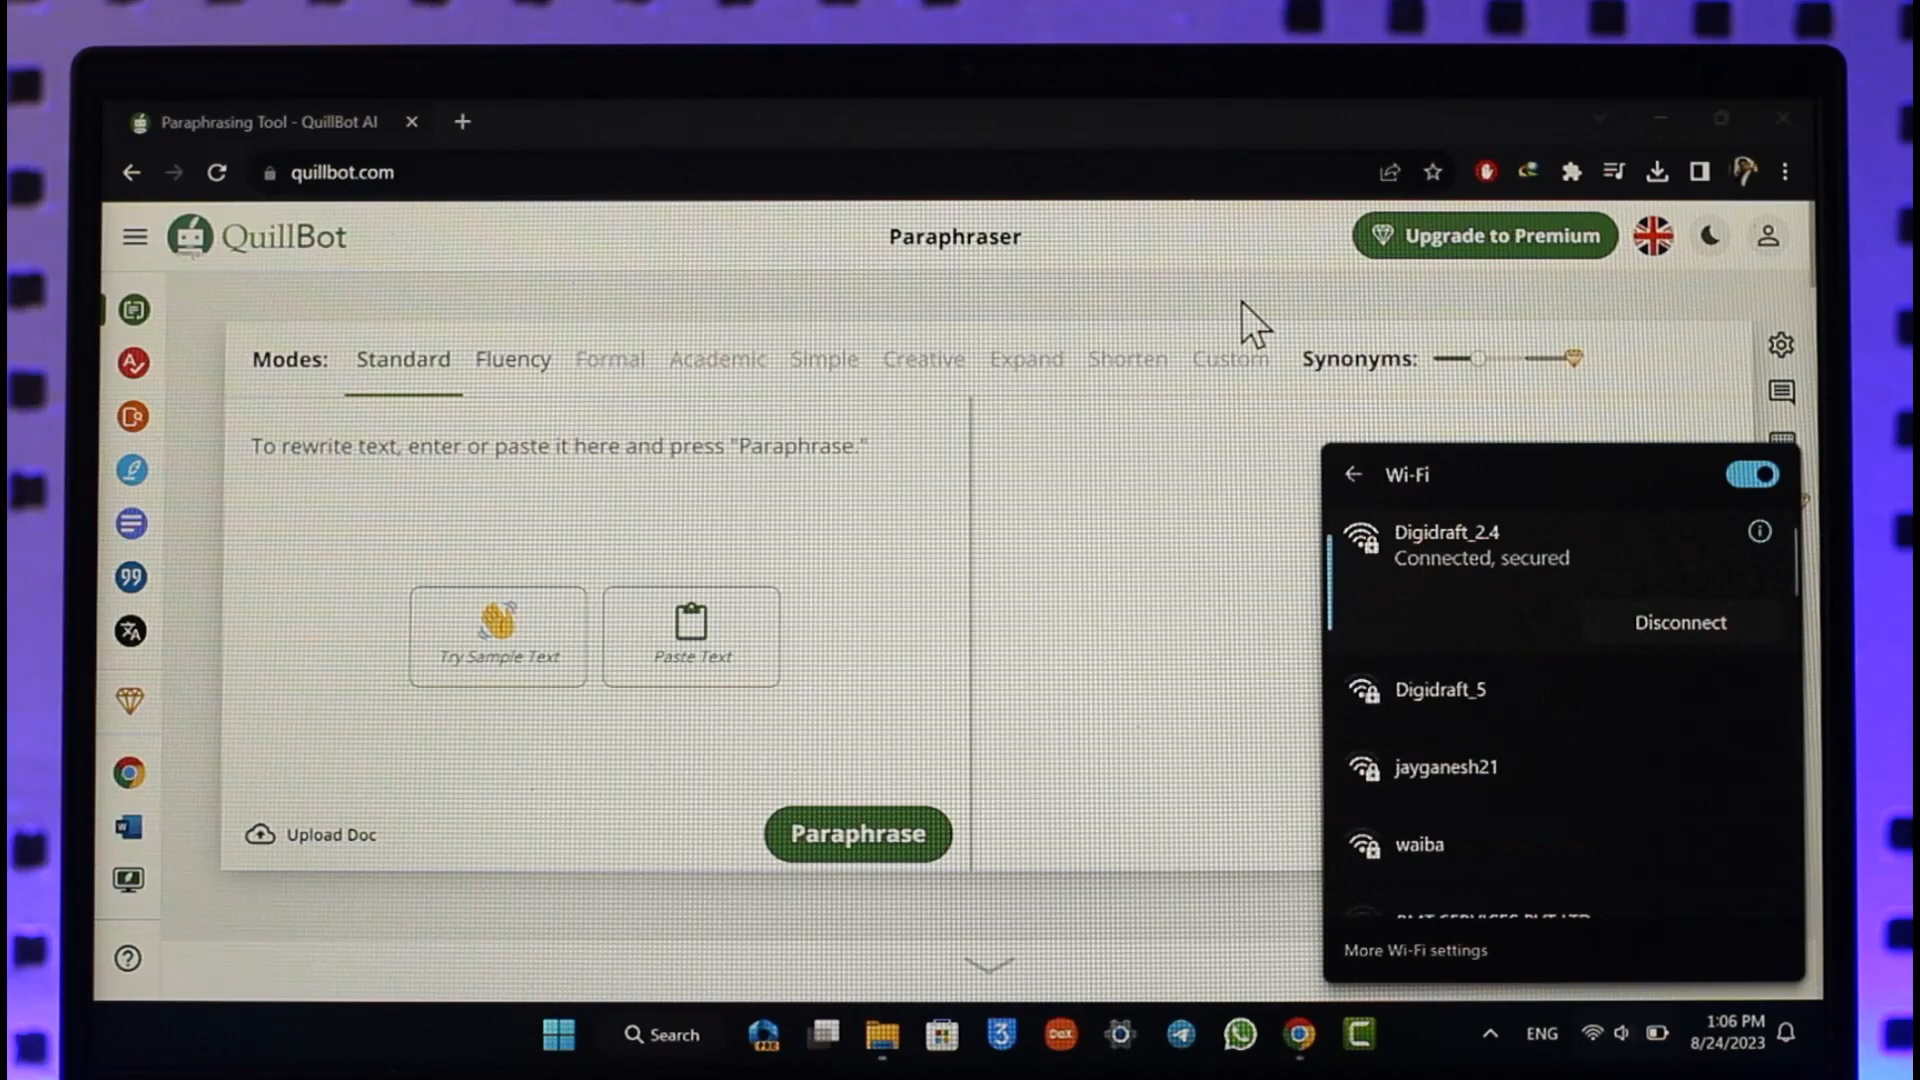 Paraphrasing Tool - QuillBot AI
quillbot.com
QuillBot
Paraphraser
Upgrade to Premium
Modes: Standard Fluency Formal Academic Simple Creative Expand Shorten Custom Synonyms:
To rewrite text, enter or paste it here and press "Paraphrase."
Try Sample Text
Paste Text
Upload Doc
Paraphrase
Wi-Fi
Digidraft_2.4
Connected, secured
Disconnect
Digidraft_5
jayganesh21
waiba
More Wi-Fi settings
Search
PRE
ENG
1:06 PM
8/24/2023